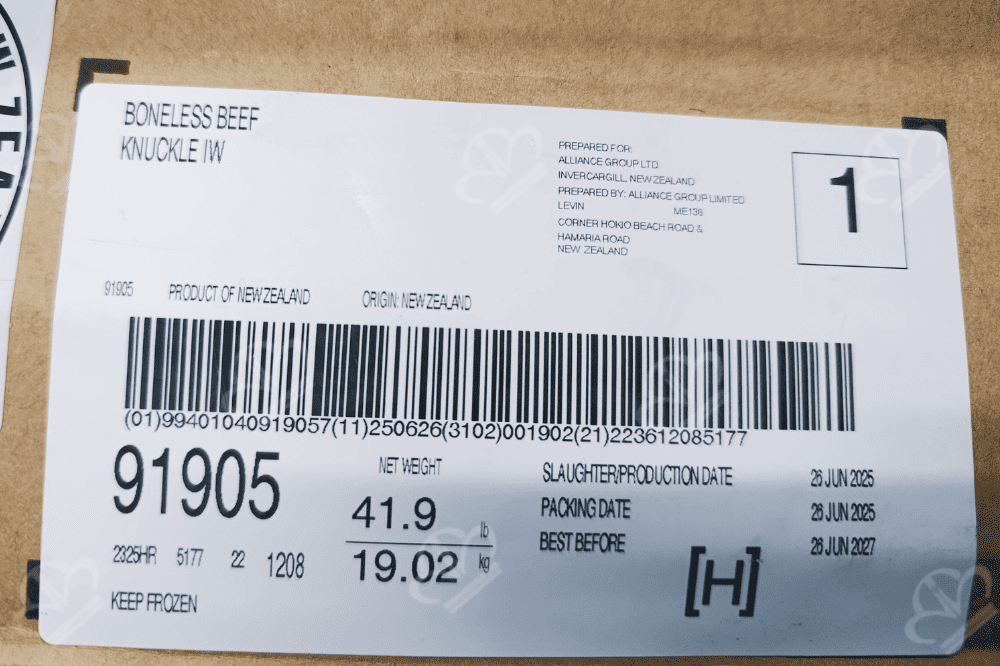 BONELESS BEEF
KNUCKLE IW
PREPARED FOR:
ALLIANCE GROUP LTD
INVERCARGILL, NEW ZEALAND
PREPARED BY: ALLIANCE GROUP LIMITED
LEVIN ME136
CORNER HOKIO BEACH ROAD &
HAMARIA ROAD
NEW ZEALAND
1
91905 PRODUCT OF NEW ZEALAND ORIGIN: NEW ZEALAND
(01)99401040919057(11)250626(3102)001902(21)223612085177
91905
NET WEIGHT
41.9 lb
19.02 kg
2325HR 5177 22 1208
KEEP FROZEN
SLAUGHTER/PRODUCTION DATE 26 JUN 2025
PACKING DATE 26 JUN 2025
BEST BEFORE 26 JUN 2027
[H]